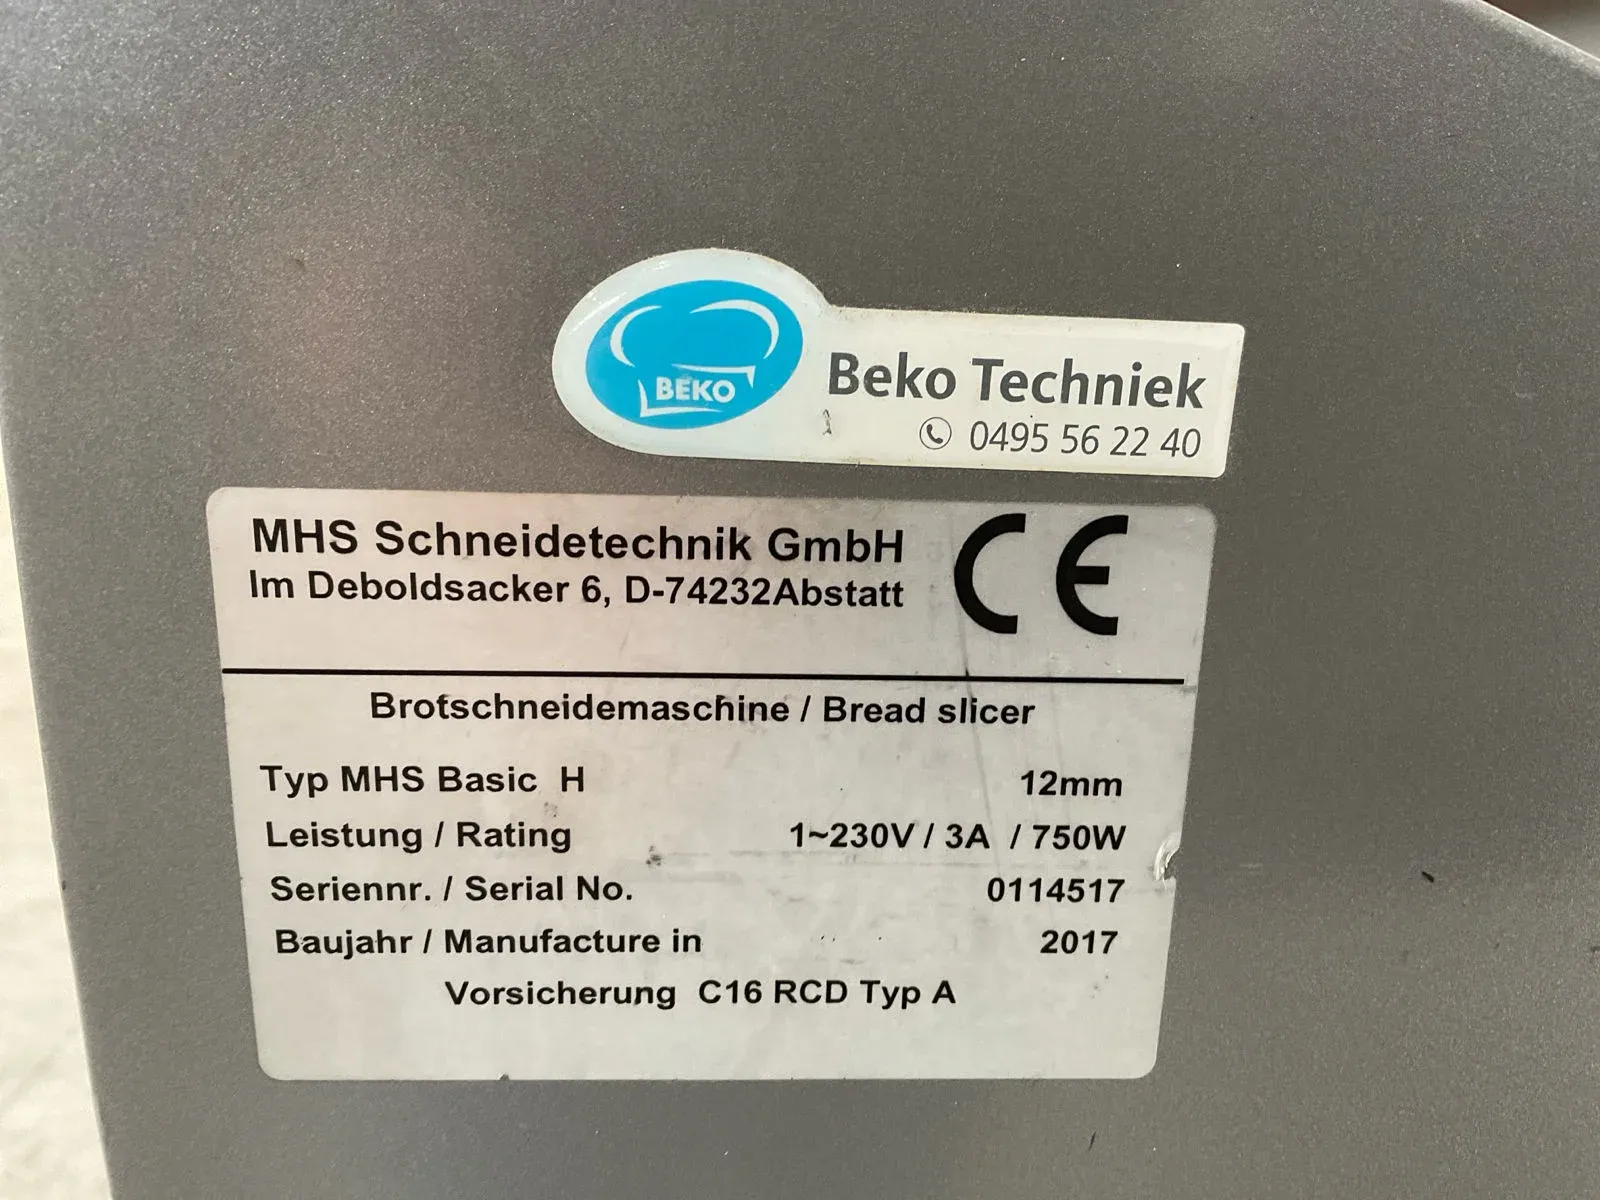 BEKO
Beko Techniek
0495 56 22 40
MHS Schneidetechnik GmbH
Im Deboldsacker 6, D-74232Abstatt
CE
Brotschneidemaschine / Bread slicer
Typ MHS Basic H 12mm
Leistung / Rating 1~230V / 3A / 750W
Seriennr. / Serial No. 0114517
Baujahr / Manufacture in 2017
Vorsicherung C16 RCD Typ A